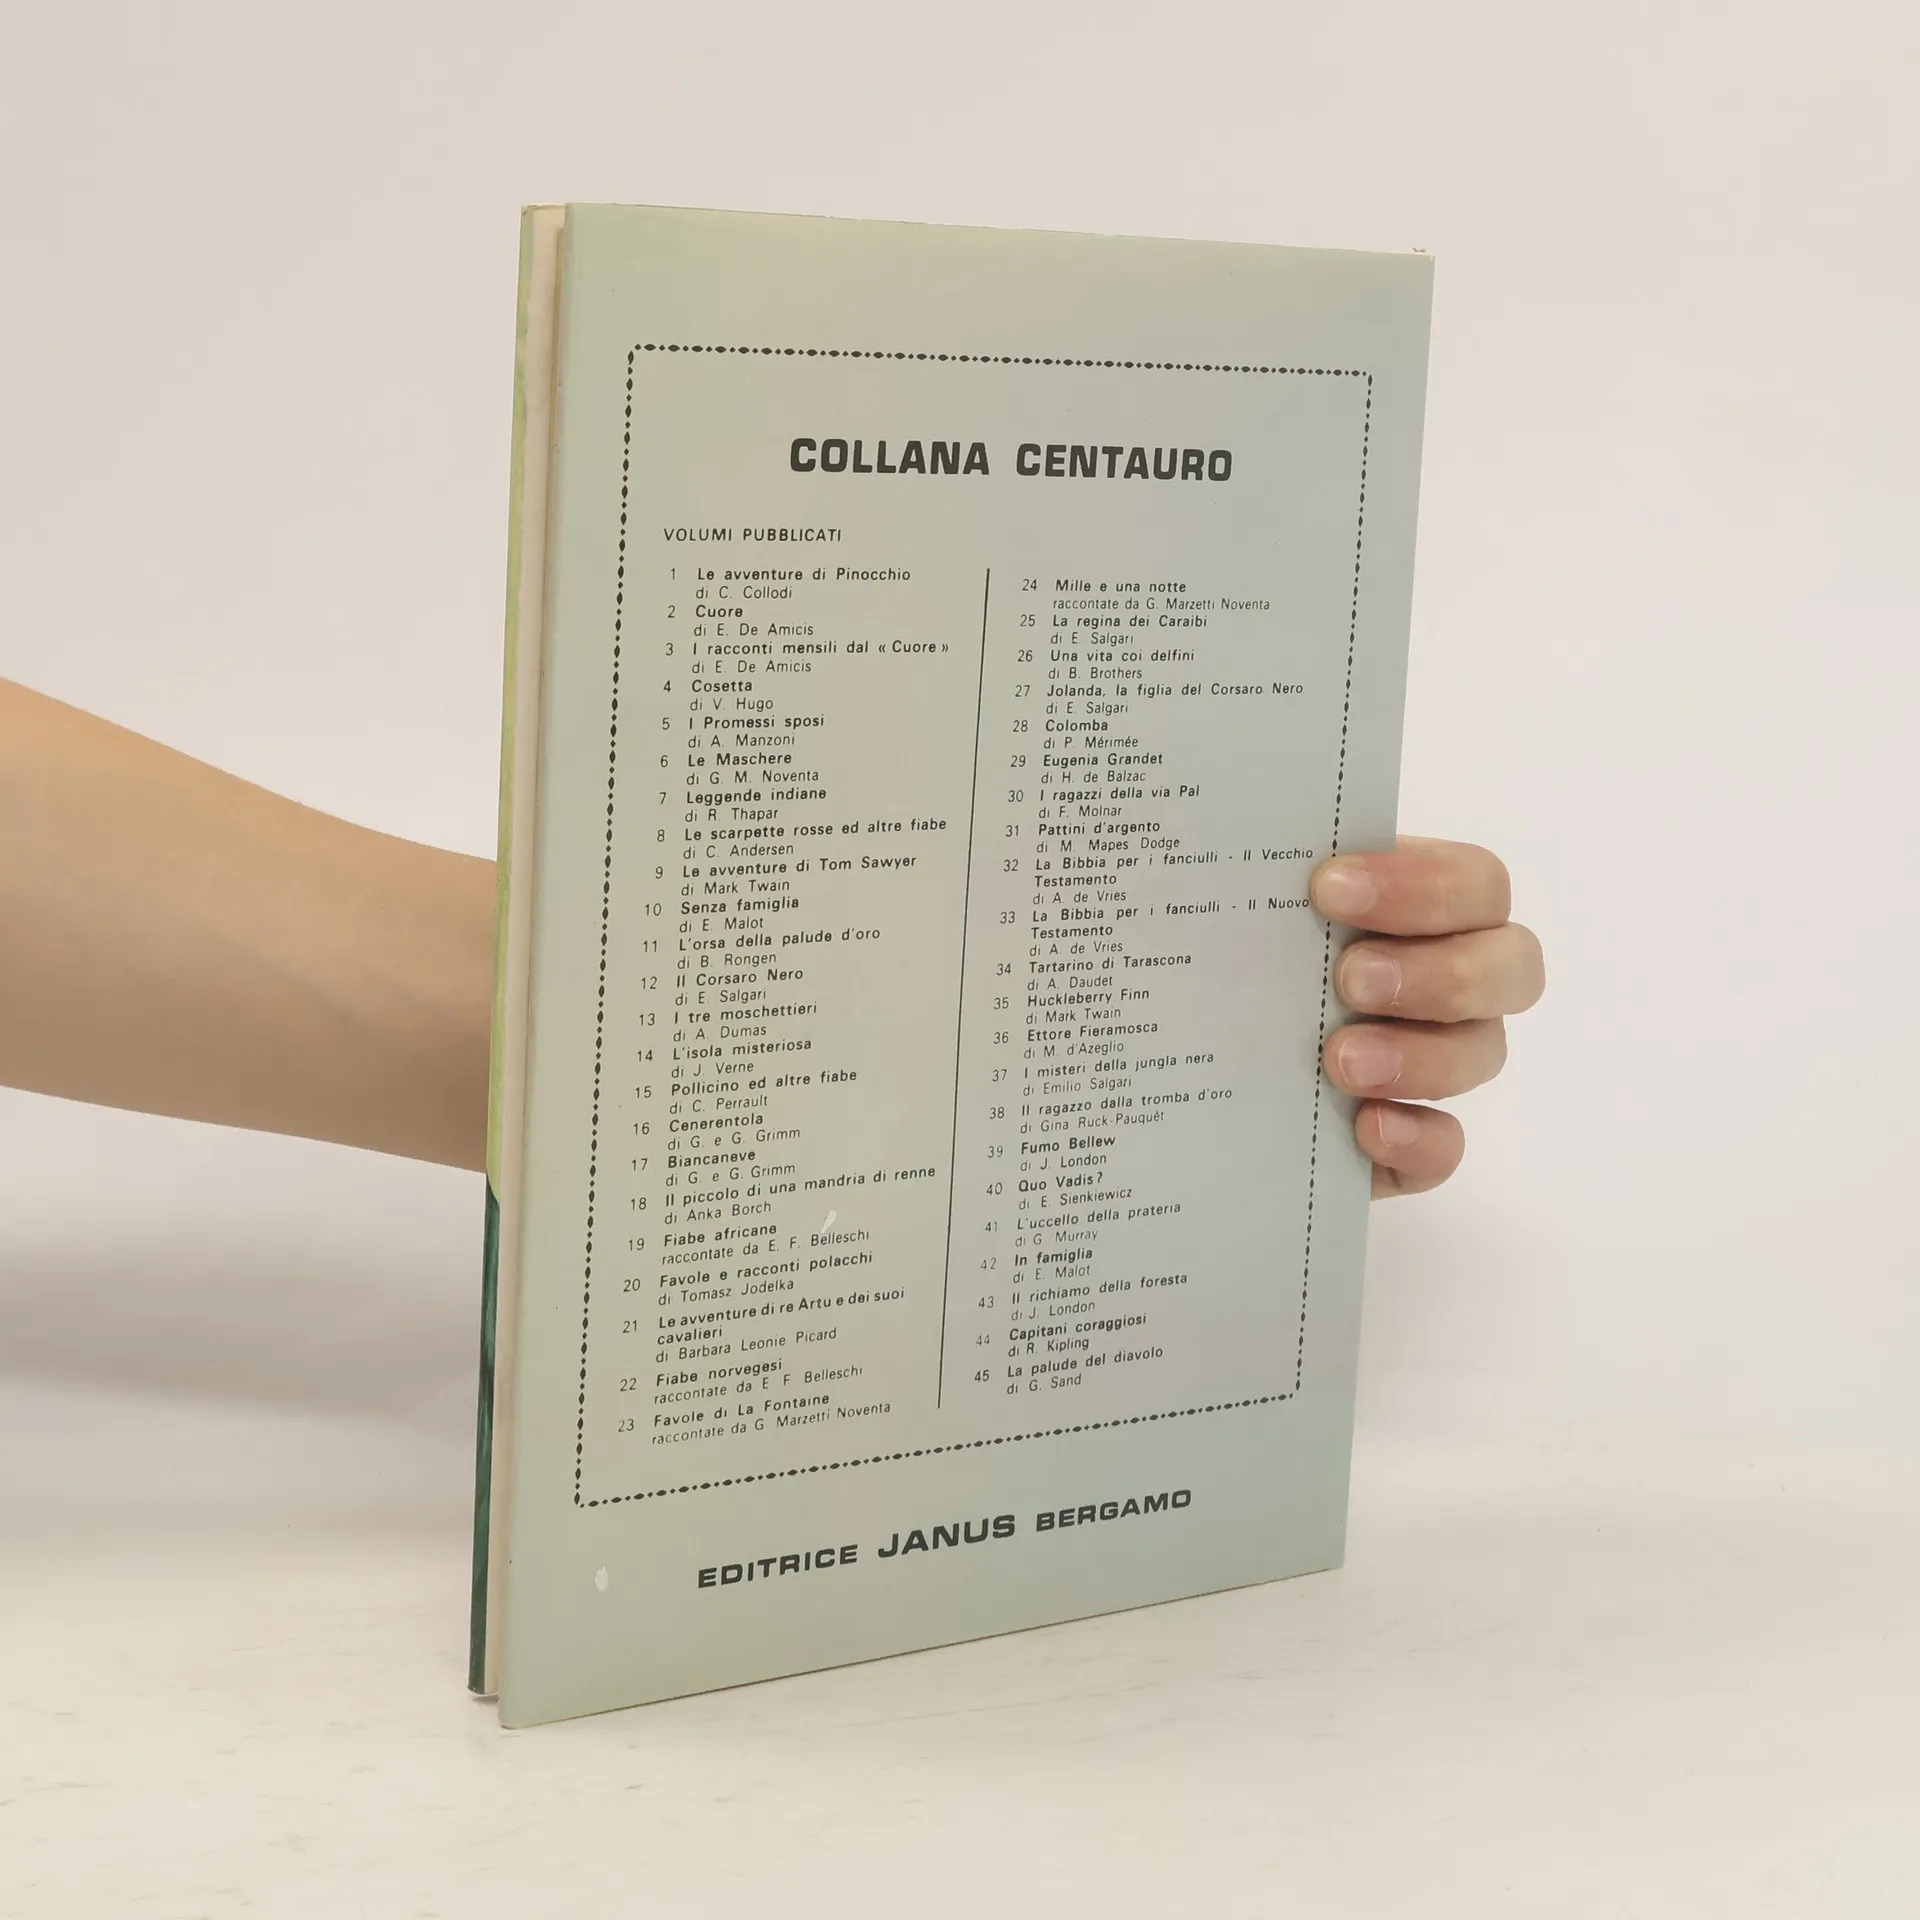 COLLANA CENTAURO
VOLUMI PUBBLICATI
1 Le avventure di Pinocchio
di C. Collodi
2 Cuore
di E. De Amicis
3 I racconti mensili dal « Cuore »
di E. De Amicis
4 Cosetta
di V. Hugo
5 I Promessi sposi
di A. Manzoni
6 Le Maschere
di G. M. Noventa
7 Leggende indiane
di R. Thapar
8 Le scarpette rosse ed altre fiabe
di C. Andersen
9 Le avventure di Tom Sawyer
di Mark Twain
10 Senza famiglia
di E. Malot
11 L'orsa della palude d'oro
di B. Rongen
12 Il Corsaro Nero
di E. Salgari
13 I tre moschettieri
di A. Dumas
14 L'isola misteriosa
di J. Verne
15 Pollicino ed altre fiabe
di C. Perrault
16 Cenerentola
di G. e G. Grimm
17 Biancaneve
di G. e G. Grimm
18 Il piccolo di una mandria di renne
di Anka Borch
19 Fiabe africane
raccontate da E. F. Belleschi
20 Favole e racconti polacchi
di Tomasz Jodelka
21 Le avventure di re Artu e dei suoi
cavalieri
di Barbara Leonie Picard
22 Fiabe norvegesi
raccontate da E F Belleschi
23 Favole di La Fontaine
raccontate da G Marzetti Noventa
24 Mille e una notte
raccontate da G. Marzetti Noventa
25 La regina dei Caraibi
di E. Salgari
26 Una vita coi delfini
di B. Brothers
27 Jolanda, la figlia del Corsaro Nero
di E. Salgari
28 Colomba
di P. Mérimée
29 Eugenia Grandet
di H. de Balzac
30 I ragazzi della via Pal
di F. Molnar
31 Pattini d'argento
di M. Mapes Dodge
32 La Bibbia per i fanciulli - Il Vecchio
Testamento
di A. de Vries
33 La Bibbia per i fanciulli - Il Nuovo
Testamento
di A. de Vries
34 Tartarino di Tarascona
di A. Daudet
35 Huckleberry Finn
di Mark Twain
36 Ettore Fieramosca
di M. d'Azeglio
37 I misteri della jungla nera
di Emilio Salgari
38 Il ragazzo dalla tromba d'oro
di Gina Ruck-Pauquèt
39 Fumo Bellew
di J. London
40 Quo Vadis?
di E. Sienkiewicz
41 L'uccello della prateria
di G Murray
42 In famiglia
di E. Malot
43 Il richiamo della foresta
di J. London
44 Capitani coraggiosi
di R. Kipling
45 La palude del diavolo
di G. Sand
EDITRICE JANUS BERGAMO